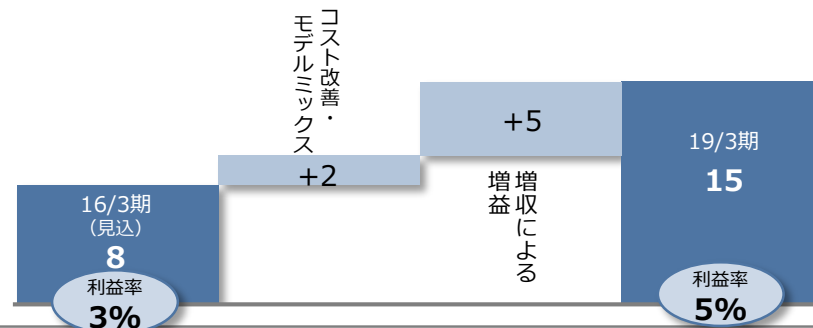 16/3期
（見込）
8
利益率
3%
コスト改善・
モデルミックス
+2
+5
増収による
増益
19/3期
15
利益率
5%